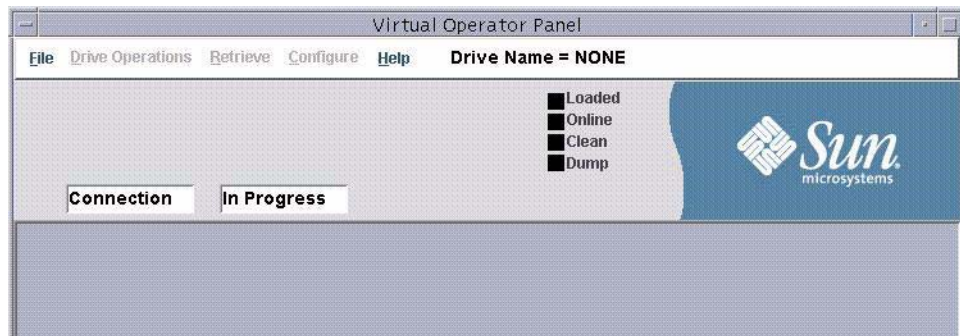 Virtual Operator Panel
File Drive Operations Retrieve Configure Help Drive Name = NONE
Loaded
Online
Clean
Dump
Sun
microsystems
Connection In Progress